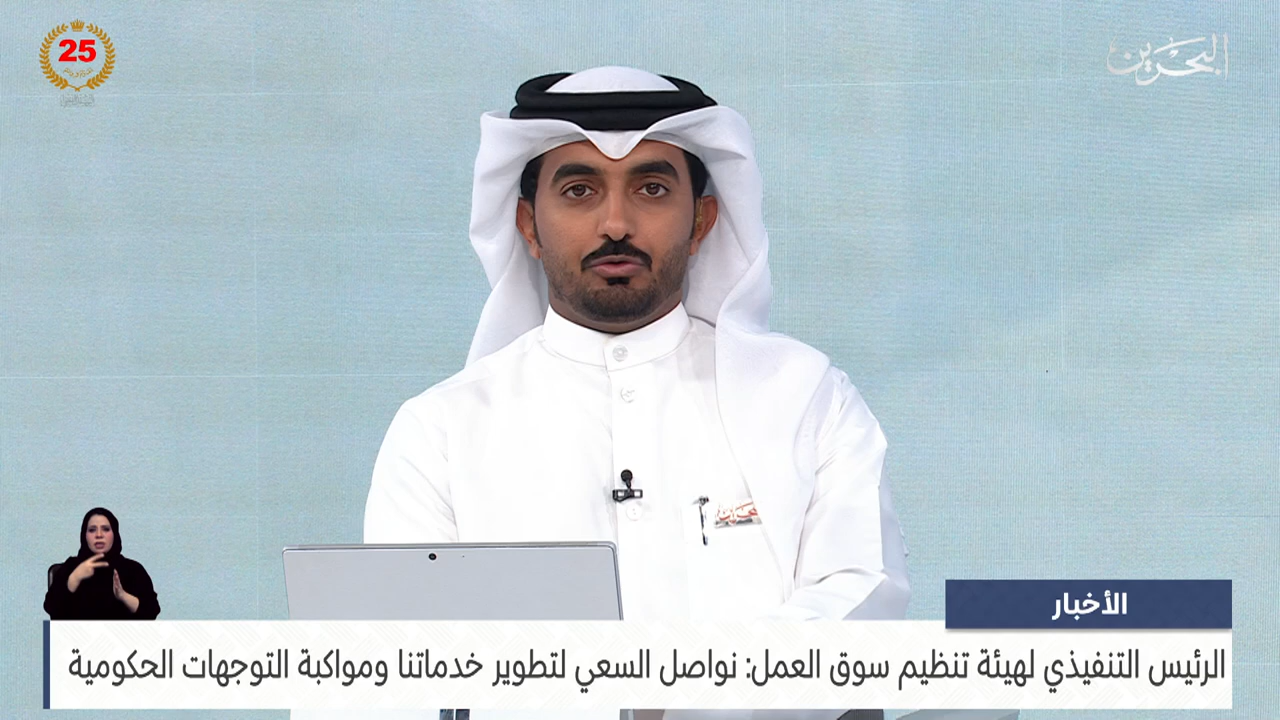 25
البحرين
الأخبار
الرئيس التنفيذي لهيئة تنظيم سوق العمل: نواصل السعي لتطوير خدماتنا ومواكبة التوجهات الحكومية